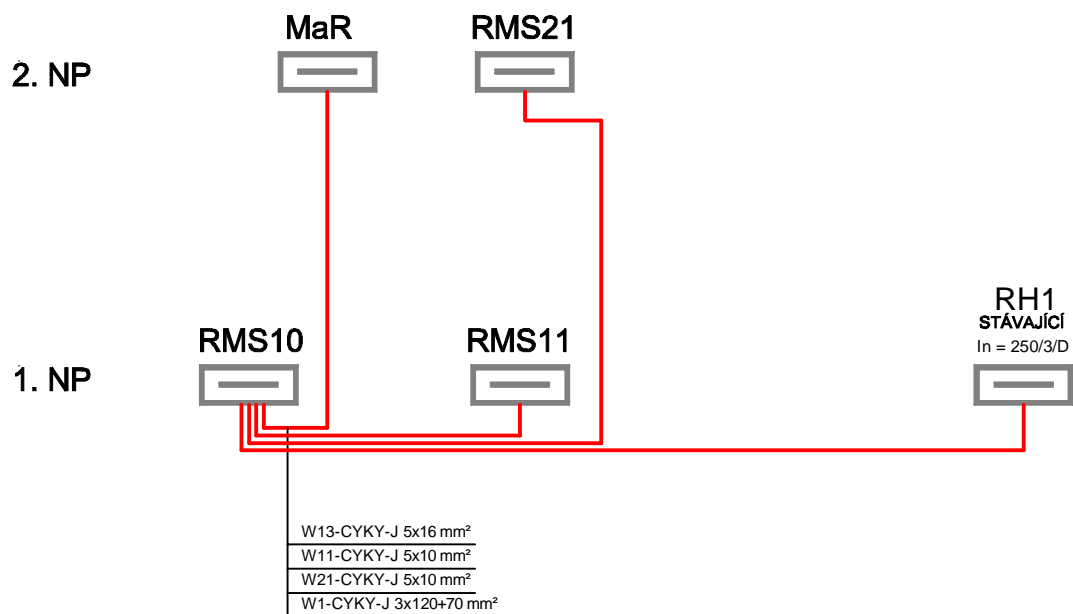 MaR
RMS21
2. NP
RH1
STÁVAJÍCÍ
In = 250/3/D
RMS10
RMS11
1. NP
W13-CYKY-J 5x16 mm²
W11-CYKY-J 5x10 mm²
W21-CYKY-J 5x10 mm²
W1-CYKY-J 3x120+70 mm²